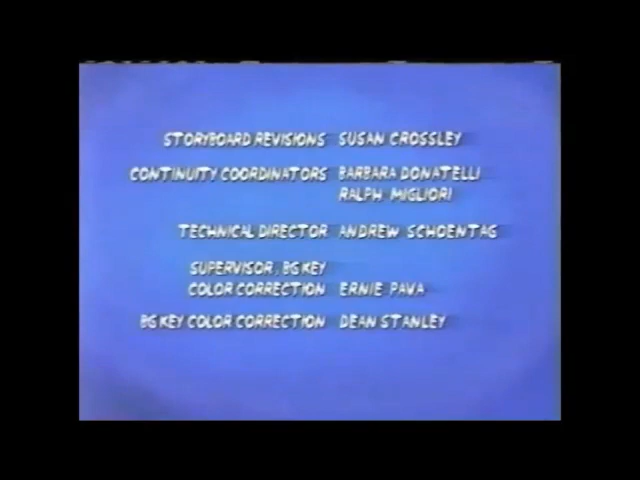 STORYBOARD REVISIONS SUSAN CROSSLEY
CONTINUITY COORDINATORS BARBARA DONATELLI
RALPH MIGLIORI
TECHNICAL DIRECTOR ANDREW SCHOENTAG
SUPERVISOR, BG KEY
COLOR CORRECTION ERNIE PAVA
BG KEY COLOR CORRECTION DEAN STANLEY